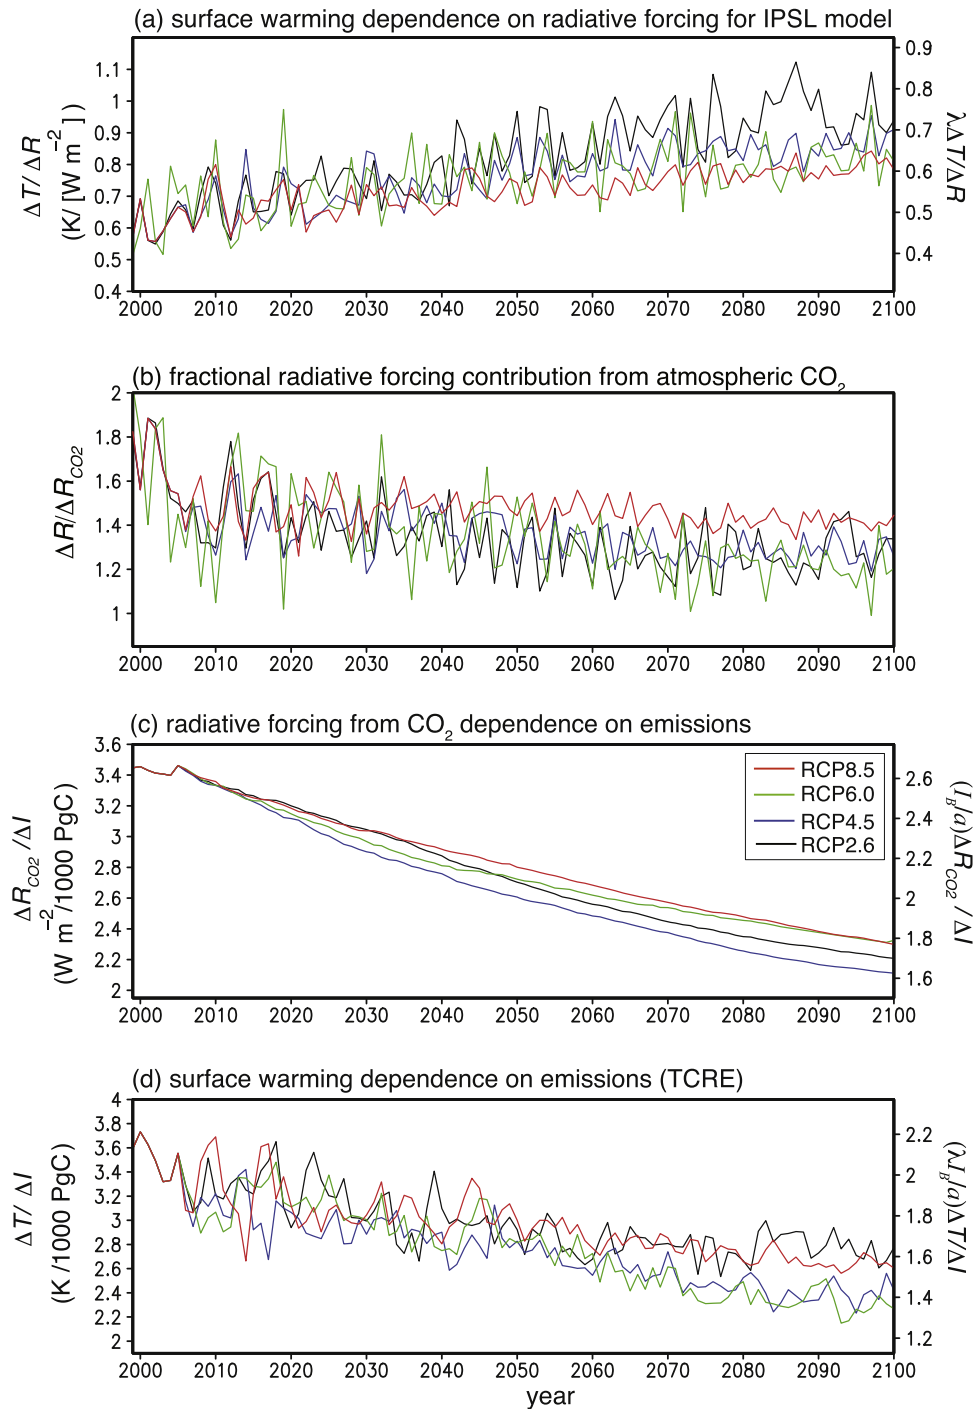 (a) surface warming dependence on radiative forcing for IPSL model
ΔT/ ΔR
(K/ [W m⁻²)
1.1
1
0.9
0.8
0.7
0.6
0.5
0.4
0.9
0.8
0.7
0.6
0.5
0.4
λΔT/ΔR
2000 2010 2020 2030 2040 2050 2060 2070 2080 2090 2100
(b) fractional radiative forcing contribution from atmospheric CO₂
ΔR/ΔR_CO2
2
1.8
1.6
1.4
1.2
1
2000 2010 2020 2030 2040 2050 2060 2070 2080 2090 2100
(c) radiative forcing from CO₂ dependence on emissions
ΔR_CO2 /ΔI
(W m⁻²/1000 PgC)
3.6
3.4
3.2
3
2.8
2.6
2.4
2.2
2
RCP8.5
RCP6.0
RCP4.5
RCP2.6
2.6
2.4
2.2
2
1.8
1.6
(I_B/a)ΔR_CO2 / ΔI
2000 2010 2020 2030 2040 2050 2060 2070 2080 2090 2100
(d) surface warming dependence on emissions (TCRE)
ΔT/ ΔI
(K /1000 PgC)
4
3.8
3.6
3.4
3.2
3
2.8
2.6
2.4
2.2
2
2.2
2
1.8
1.6
1.4
1.2
(λI_B/a)ΔT/ΔI
2000 2010 2020 2030 2040 2050 2060 2070 2080 2090 2100
year